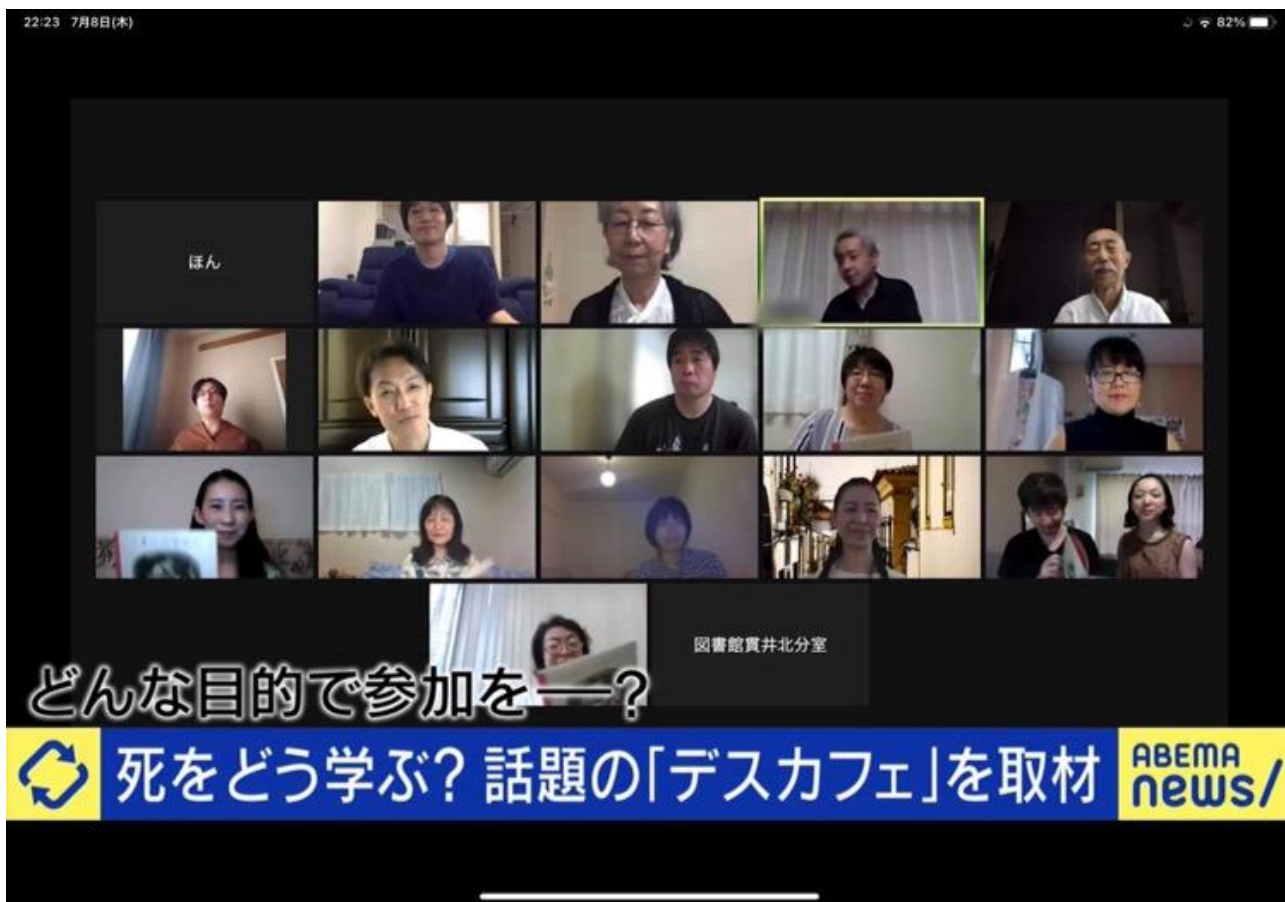 22:23 7月8日(木)
82%
ほん
図書館貫井北分室
どんな目的で参加を──?
死をどう学ぶ?話題の「デスカフェ」を取材
ABEMA
news/